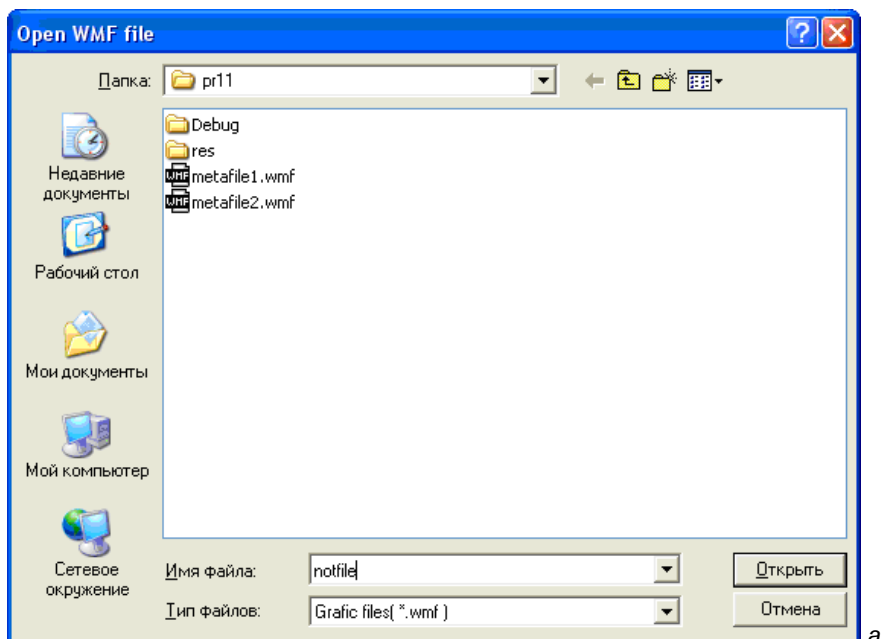 Open WMF file
Папка: pr11
Debug
res
metafile1.wmf
metafile2.wmf
Недавние
документы
Рабочий стол
Мои документы
Мой компьютер
Сетевое
окружение
Имя файла: notfile Открыть
Тип файлов: Grafic files( *.wmf ) Отмена
а